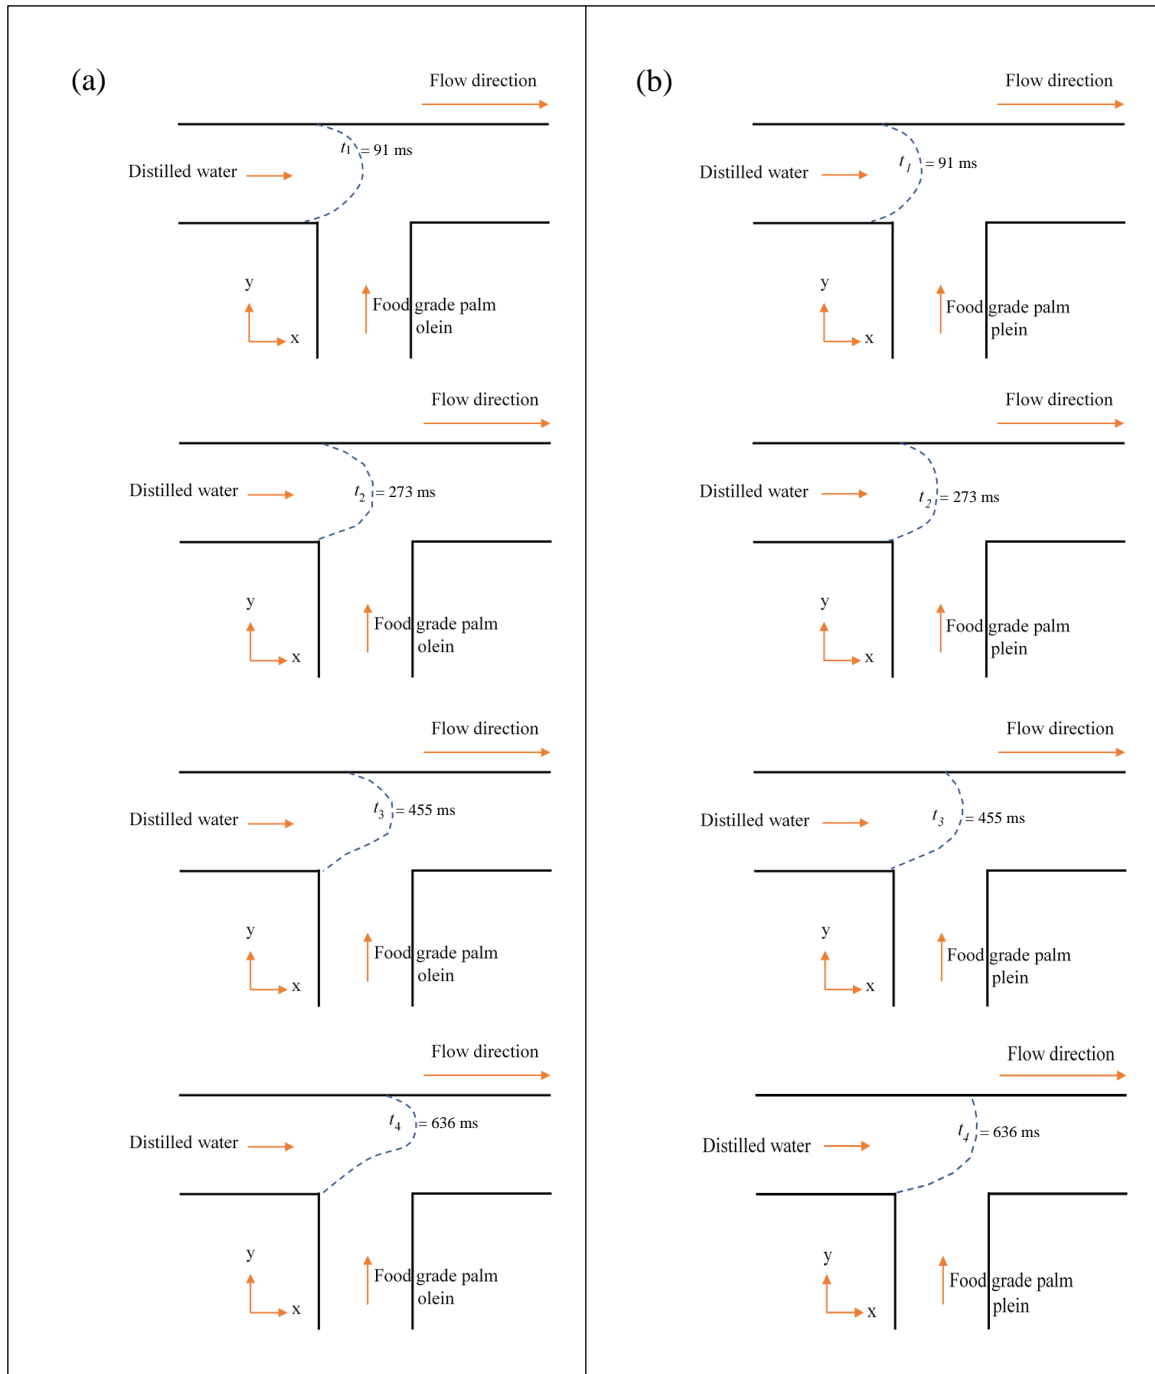 (a)
Flow direction
t1 = 91 ms
Distilled water
y
x
Food grade palm
olein
Flow direction
t2 = 273 ms
Distilled water
y
x
Food grade palm
olein
Flow direction
t3 = 455 ms
Distilled water
y
x
Food grade palm
olein
Flow direction
t4 = 636 ms
Distilled water
y
x
Food grade palm
olein
(b)
Flow direction
t1 = 91 ms
Distilled water
y
x
Food grade palm
plein
Flow direction
t2 = 273 ms
Distilled water
y
x
Food grade palm
plein
Flow direction
t3 = 455 ms
Distilled water
y
x
Food grade palm
plein
Flow direction
t4 = 636 ms
Distilled water
y
x
Food grade palm
plein